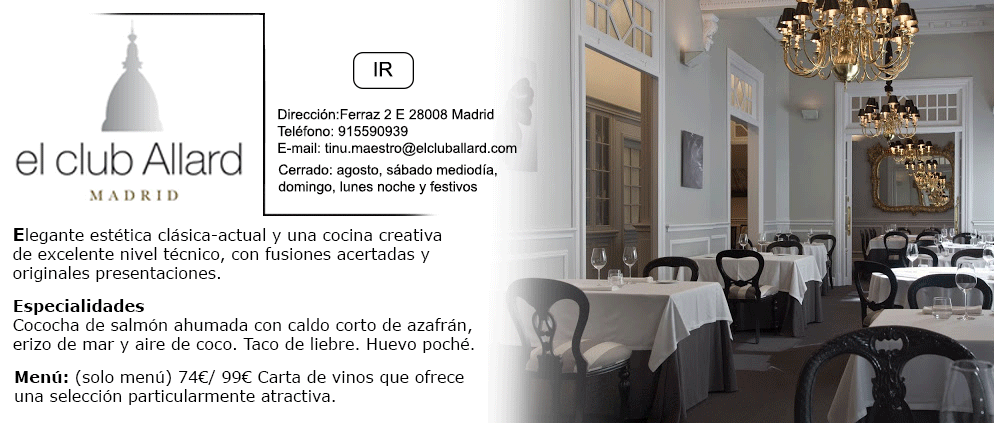 el club Allard
MADRID
IR
Dirección:Ferraz 2 E 28008 Madrid
Teléfono: 915590939
E-mail: tinu.maestro@elcluballard.com
Cerrado: agosto, sábado mediodía,
domingo, lunes noche y festivos
Elegante estética clásica-actual y una cocina creativa
de excelente nivel técnico, con fusiones acertadas y
originales presentaciones.
Especialidades
Cococha de salmón ahumada con caldo corto de azafrán,
erizo de mar y aire de coco. Taco de liebre. Huevo poché.
Menú: (solo menú) 74€/ 99€ Carta de vinos que ofrece
una selección particularmente atractiva.